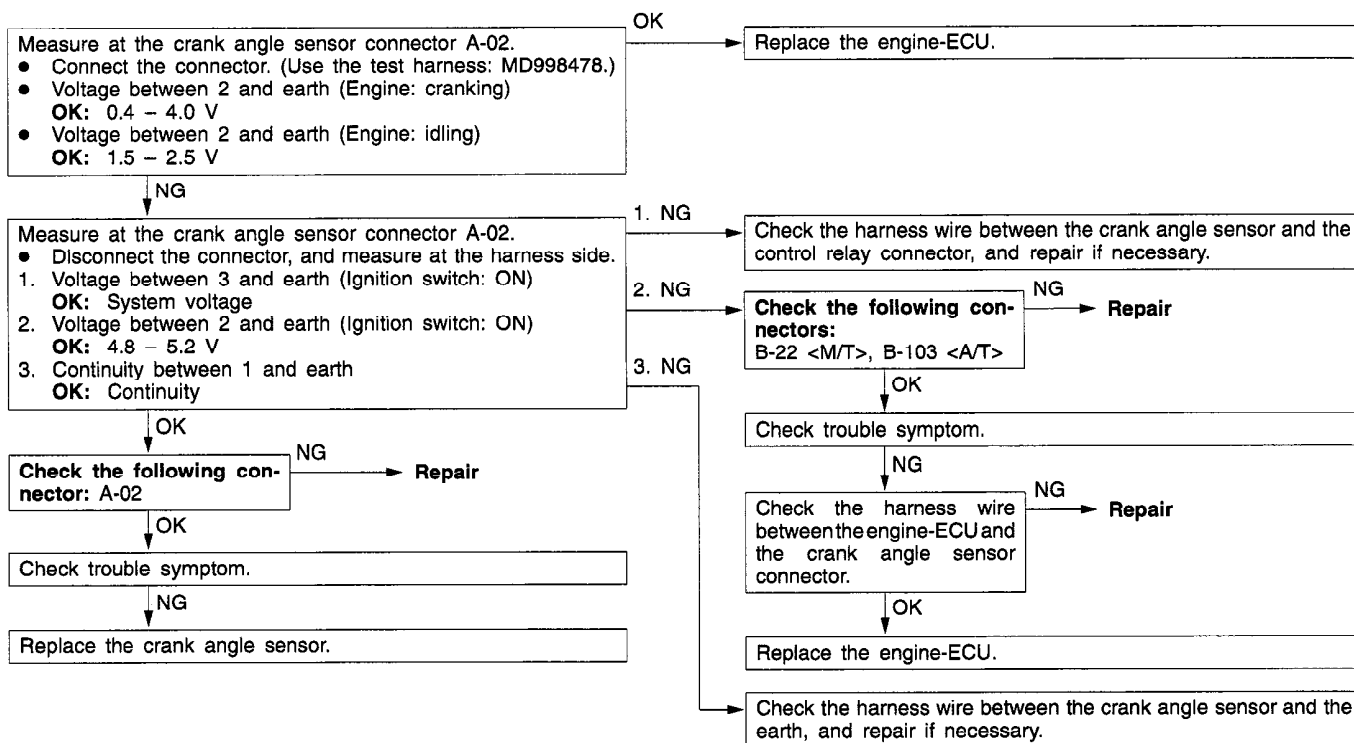 OK
Measure at the crank angle sensor connector A-02.
● Connect the connector. (Use the test harness: MD998478.)
● Voltage between 2 and earth (Engine: cranking)
OK: 0.4 – 4.0 V
● Voltage between 2 and earth (Engine: idling)
OK: 1.5 – 2.5 V
Replace the engine-ECU.
NG
Measure at the crank angle sensor connector A-02.
● Disconnect the connector, and measure at the harness side.
1. Voltage between 3 and earth (Ignition switch: ON)
OK: System voltage
2. Voltage between 2 and earth (Ignition switch: ON)
OK: 4.8 – 5.2 V
3. Continuity between 1 and earth
OK: Continuity
1. NG
Check the harness wire between the crank angle sensor and the
control relay connector, and repair if necessary.
2. NG
Check the following con-
nectors:
B-22 <M/T>, B-103 <A/T>
NG
Repair
3. NG
OK
Check trouble symptom.
NG
Check the harness wire
between the engine-ECU and
the crank angle sensor
connector.
NG
Repair
OK
Replace the engine-ECU.
Check the harness wire between the crank angle sensor and the
earth, and repair if necessary.
OK
Check the following con-
nector: A-02
NG
Repair
OK
Check trouble symptom.
NG
Replace the crank angle sensor.